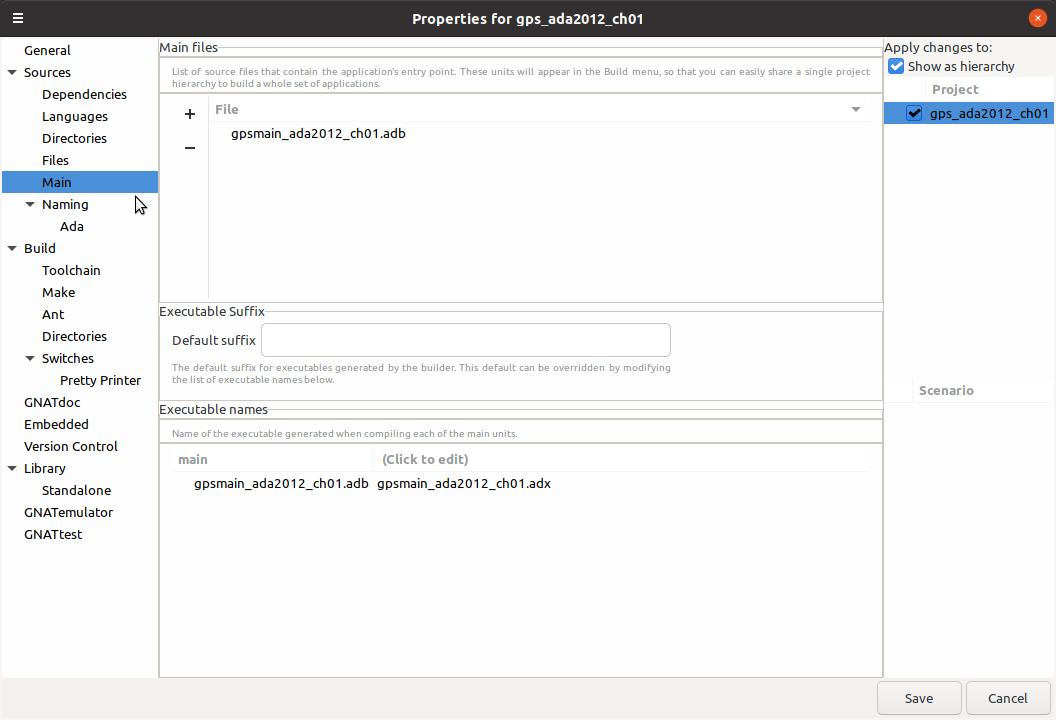 Properties for gps_ada2012_ch01
General
Sources
Dependencies
Languages
Directories
Files
Main
Naming
Ada
Build
Toolchain
Make
Ant
Directories
Switches
Pretty Printer
GNATdoc
Embedded
Version Control
Library
Standalone
GNATemulator
GNATtest
Main files
List of source files that contain the application's entry point. These units will appear in the Build menu, so that you can easily share a single project
hierarchy to build a whole set of applications.
File
gpsmain_ada2012_ch01.adb
Executable Suffix
Default suffix
The default suffix for executables generated by the builder. This default can be overridden by modifying
the list of executable names below.
Executable names
Name of the executable generated when compiling each of the main units.
main (Click to edit)
gpsmain_ada2012_ch01.adb gpsmain_ada2012_ch01.adx
Apply changes to:
Show as hierarchy
Project
gps_ada2012_ch01
Scenario
Save Cancel